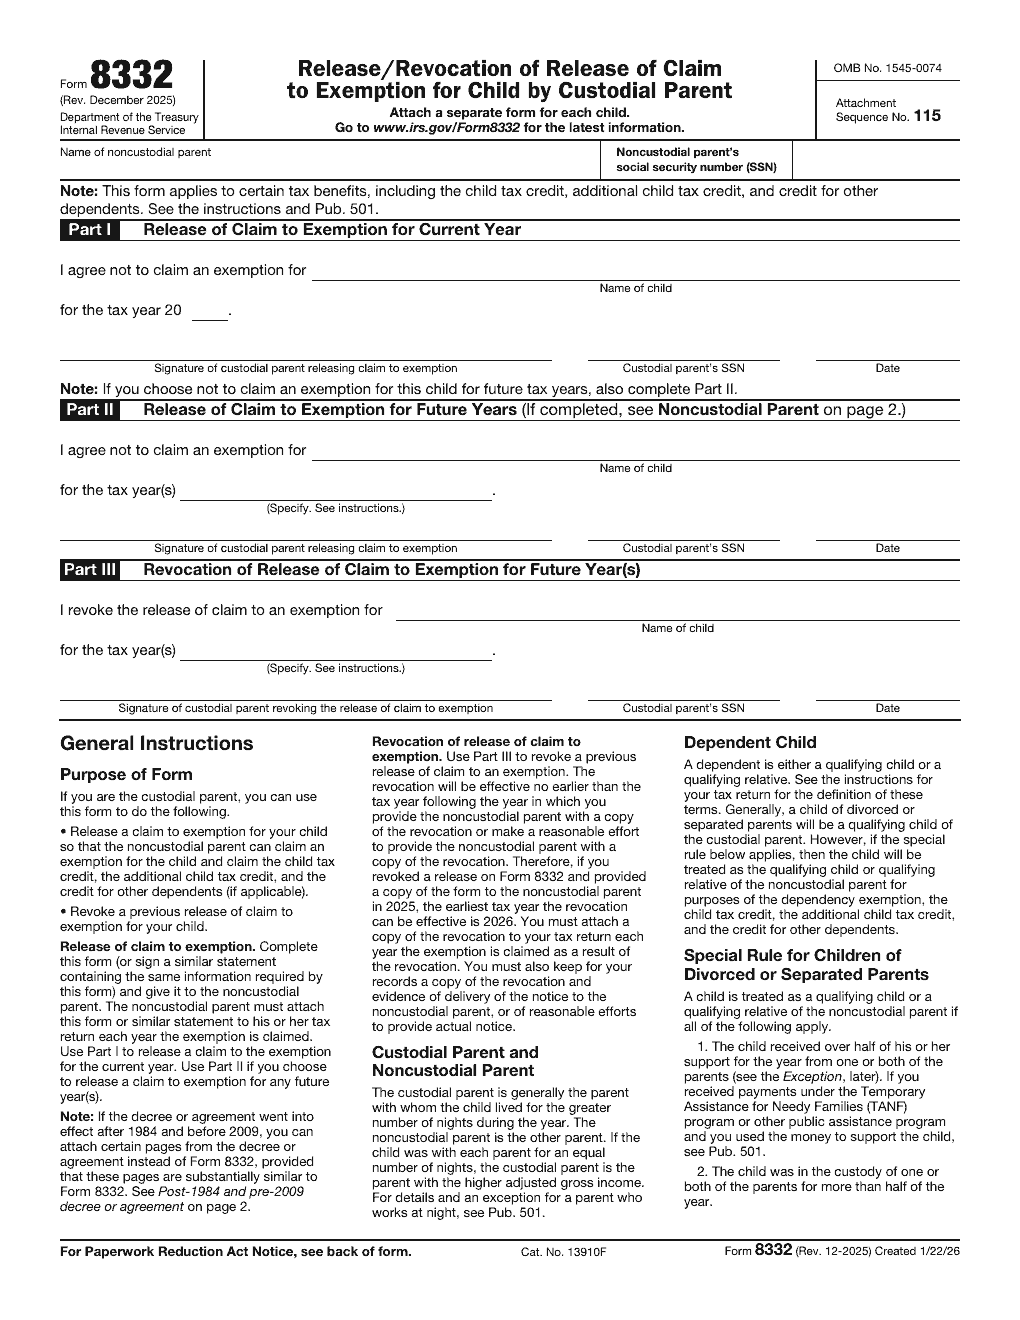 Form 8332
(Rev. December 2025)
Department of the Treasury
Internal Revenue Service
Release/Revocation of Release of Claim
to Exemption for Child by Custodial Parent
Attach a separate form for each child.
Go to www.irs.gov/Form8332 for the latest information.
OMB No. 1545-0074
Attachment
Sequence No. 115
Name of noncustodial parent
Noncustodial parent's
social security number (SSN)
Note: This form applies to certain tax benefits, including the child tax credit, additional child tax credit, and credit for other
dependents. See the instructions and Pub. 501.
Part I Release of Claim to Exemption for Current Year
I agree not to claim an exemption for
Name of child
for the tax year 20 .
Signature of custodial parent releasing claim to exemption Custodial parent's SSN Date
Note: If you choose not to claim an exemption for this child for future tax years, also complete Part II.
Part II Release of Claim to Exemption for Future Years (If completed, see Noncustodial Parent on page 2.)
I agree not to claim an exemption for
Name of child
for the tax year(s) .
(Specify. See instructions.)
Signature of custodial parent releasing claim to exemption Custodial parent's SSN Date
Part III Revocation of Release of Claim to Exemption for Future Year(s)
I revoke the release of claim to an exemption for
Name of child
for the tax year(s) .
(Specify. See instructions.)
Signature of custodial parent revoking the release of claim to exemption Custodial parent's SSN Date
General Instructions
Purpose of Form
If you are the custodial parent, you can use
this form to do the following.
• Release a claim to exemption for your child
so that the noncustodial parent can claim an
exemption for the child and claim the child tax
credit, the additional child tax credit, and the
credit for other dependents (if applicable).
• Revoke a previous release of claim to
exemption for your child.
Release of claim to exemption. Complete
this form (or sign a similar statement
containing the same information required by
this form) and give it to the noncustodial
parent. The noncustodial parent must attach
this form or similar statement to his or her tax
return each year the exemption is claimed.
Use Part I to release a claim to the exemption
for the current year. Use Part II if you choose
to release a claim to exemption for any future
year(s).
Note: If the decree or agreement went into
effect after 1984 and before 2009, you can
attach certain pages from the decree or
agreement instead of Form 8332, provided
that these pages are substantially similar to
Form 8332. See Post-1984 and pre-2009
decree or agreement on page 2.
Revocation of release of claim to
exemption. Use Part III to revoke a previous
release of claim to an exemption. The
revocation will be effective no earlier than the
tax year following the year in which you
provide the noncustodial parent with a copy
of the revocation or make a reasonable effort
to provide the noncustodial parent with a
copy of the revocation. Therefore, if you
revoked a release on Form 8332 and provided
a copy of the form to the noncustodial parent
in 2025, the earliest tax year the revocation
can be effective is 2026. You must attach a
copy of the revocation to your tax return each
year the exemption is claimed as a result of
the revocation. You must also keep for your
records a copy of the revocation and
evidence of delivery of the notice to the
noncustodial parent, or of reasonable efforts
to provide actual notice.
Custodial Parent and
Noncustodial Parent
The custodial parent is generally the parent
with whom the child lived for the greater
number of nights during the year. The
noncustodial parent is the other parent. If the
child was with each parent for an equal
number of nights, the custodial parent is the
parent with the higher adjusted gross income.
For details and an exception for a parent who
works at night, see Pub. 501.
Dependent Child
A dependent is either a qualifying child or a
qualifying relative. See the instructions for
your tax return for the definition of these
terms. Generally, a child of divorced or
separated parents will be a qualifying child of
the custodial parent. However, if the special
rule below applies, then the child will be
treated as the qualifying child or qualifying
relative of the noncustodial parent for
purposes of the dependency exemption, the
child tax credit, the additional child tax credit,
and the credit for other dependents.
Special Rule for Children of
Divorced or Separated Parents
A child is treated as a qualifying child or a
qualifying relative of the noncustodial parent if
all of the following apply.
1. The child received over half of his or her
support for the year from one or both of the
parents (see the Exception, later). If you
received payments under the Temporary
Assistance for Needy Families (TANF)
program or other public assistance program
and you used the money to support the child,
see Pub. 501.
2. The child was in the custody of one or
both of the parents for more than half of the
year.
For Paperwork Reduction Act Notice, see back of form. Cat. No. 13910F Form 8332 (Rev. 12-2025) Created 1/22/26